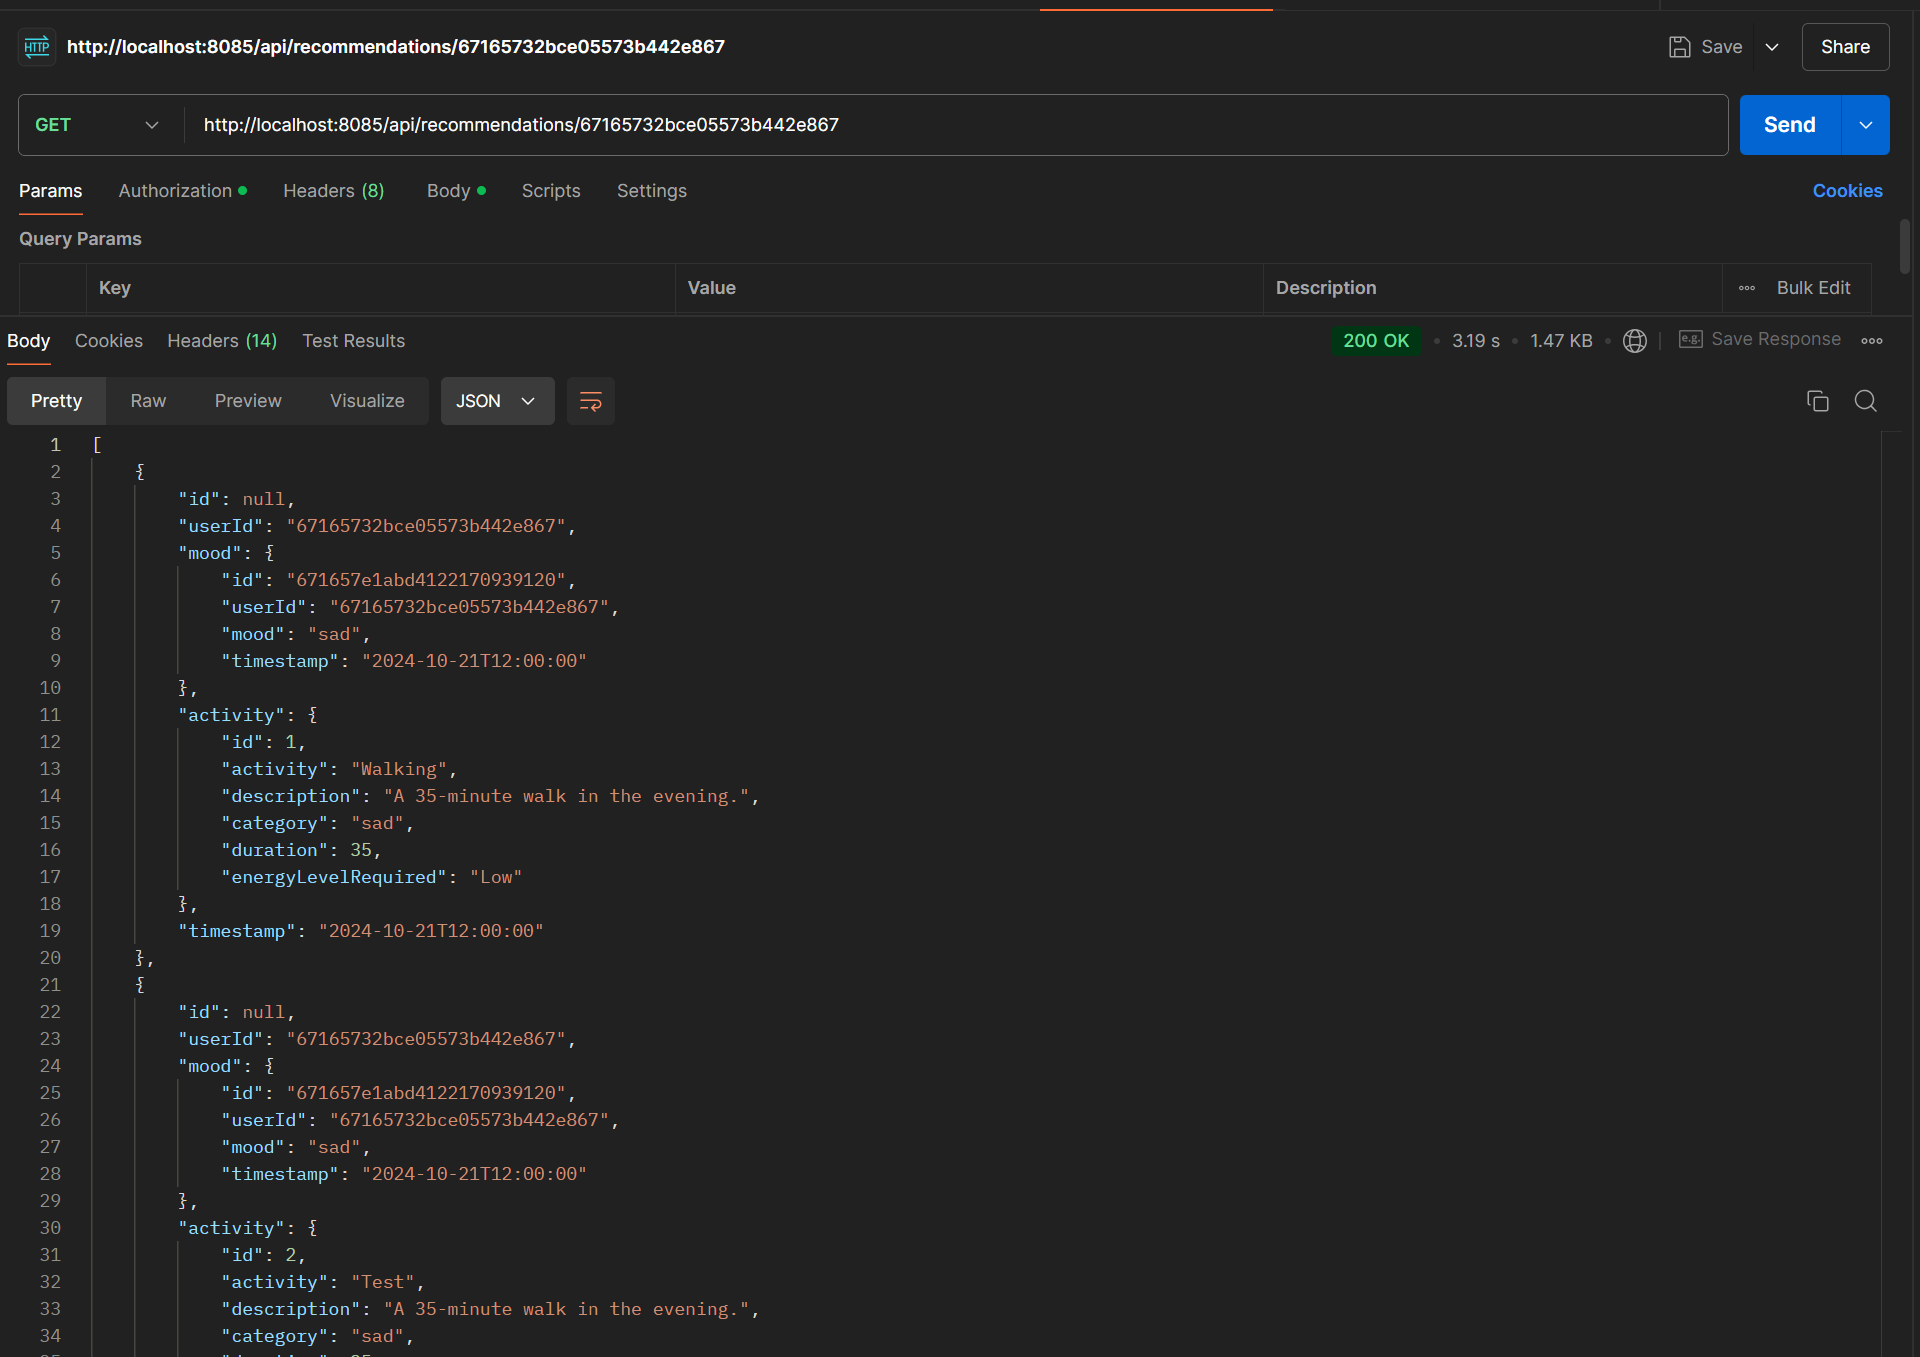 HTTP http://localhost:8085/api/recommendations/67165732bce05573b442e867 Save Share
GET http://localhost:8085/api/recommendations/67165732bce05573b442e867 Send
Params Authorization Headers (8) Body Scripts Settings Cookies
Query Params
Key Value Description Bulk Edit
Body Cookies Headers (14) Test Results 200 OK 3.19 s 1.47 KB e.g. Save Response
Pretty Raw Preview Visualize JSON
1 [
2 {
3 "id": null,
4 "userId": "67165732bce05573b442e867",
5 "mood": {
6 "id": "671657e1abd4122170939120",
7 "userId": "67165732bce05573b442e867",
8 "mood": "sad",
9 "timestamp": "2024-10-21T12:00:00"
10 },
11 "activity": {
12 "id": 1,
13 "activity": "Walking",
14 "description": "A 35-minute walk in the evening.",
15 "category": "sad",
16 "duration": 35,
17 "energyLevelRequired": "Low"
18 },
19 "timestamp": "2024-10-21T12:00:00"
20 },
21 {
22 "id": null,
23 "userId": "67165732bce05573b442e867",
24 "mood": {
25 "id": "671657e1abd4122170939120",
26 "userId": "67165732bce05573b442e867",
27 "mood": "sad",
28 "timestamp": "2024-10-21T12:00:00"
29 },
30 "activity": {
31 "id": 2,
32 "activity": "Test",
33 "description": "A 35-minute walk in the evening.",
34 "category": "sad",